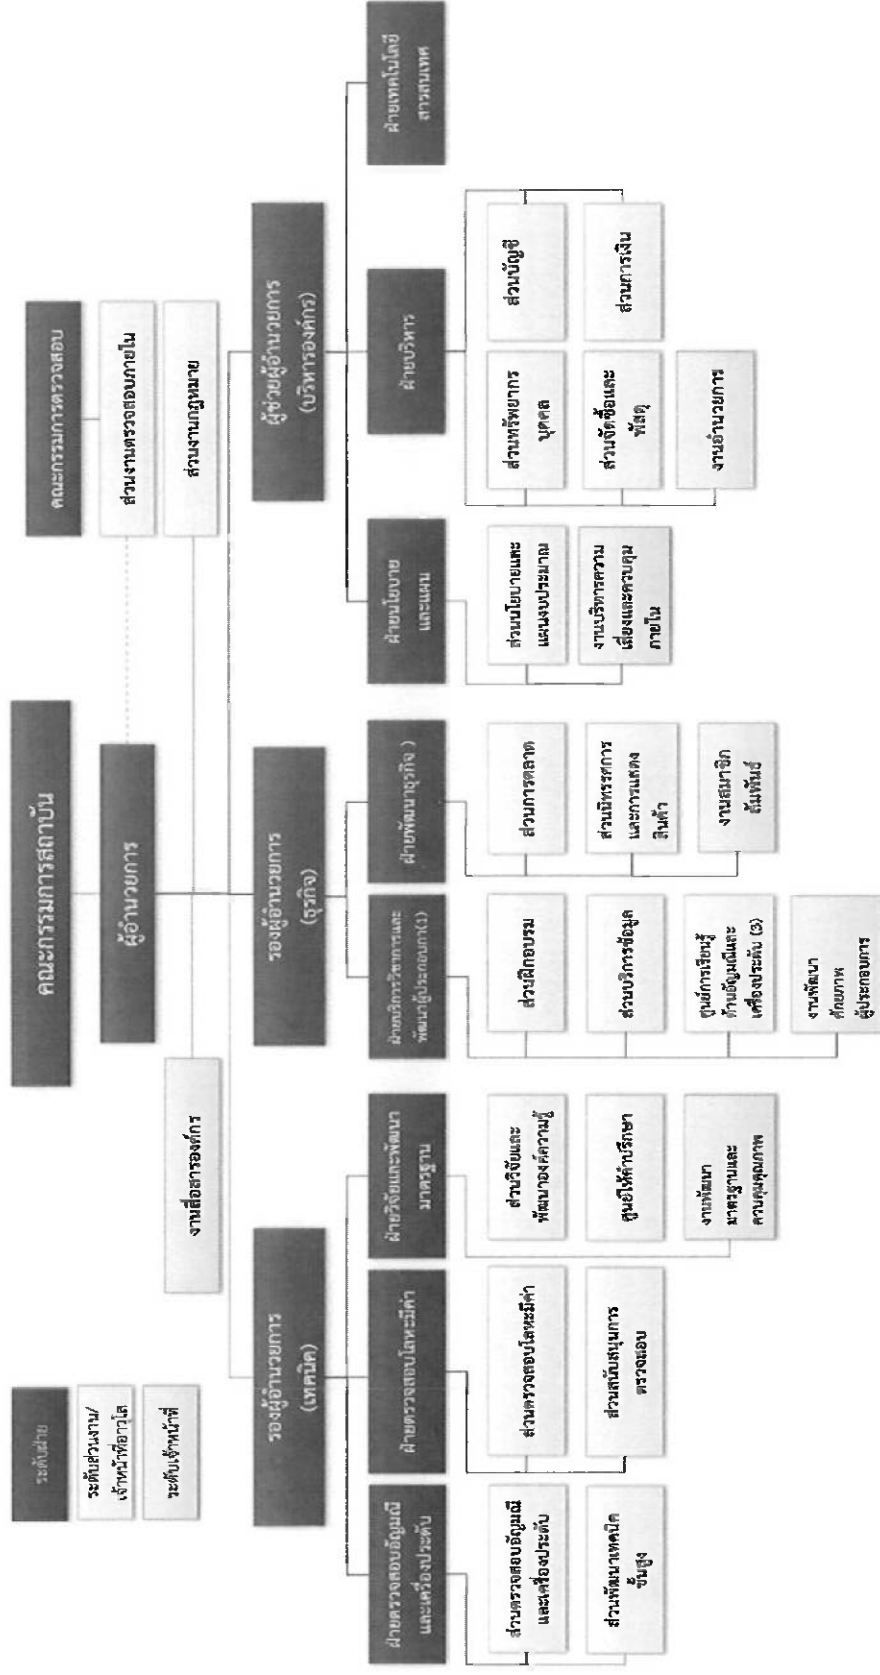 คณะกรรมการสถาบัน
คณะกรรมการตรวจสอบ
ผู้อำนวยการ
ส่วนงานตรวจสอบภายใน
งานสื่อสารองค์กร
ส่วนงานกฎหมาย
ระดับฝ่าย
ระดับส่วนงาน/
เจ้าหน้าที่อาวุโส
ระดับเจ้าหน้าที่
รองผู้อำนวยการ
(เทคนิค)
รองผู้อำนวยการ
(ธุรกิจ)
ผู้ช่วยผู้อำนวยการ
(บริหารองค์กร)
ฝ่ายตรวจสอบอัญมณี
และเครื่องประดับ
ส่วนตรวจสอบอัญมณี
และเครื่องประดับ
ส่วนพัฒนาเทคนิค
ขั้นสูง
ฝ่ายตรวจสอบโลหะมีค่า
ส่วนตรวจสอบโลหะมีค่า
ส่วนสนับสนุนการ
ตรวจสอบ
ฝ่ายวิจัยและพัฒนา
มาตรฐาน
ส่วนวิจัยและ
พัฒนาองค์ความรู้
ศูนย์ให้คำปรึกษา
งานพัฒนา
มาตรฐานและ
ควบคุมคุณภาพ
ฝ่ายบริการวิชาการและ
พัฒนาผู้ประกอบกา(1)
ส่วนฝึกอบรม
ส่วนบริการข้อมูล
ศูนย์การเรียนรู้
ด้านอัญมณีและ
เครื่องประดับ (3)
งานพัฒนา
ศักยภาพ
ผู้ประกอบการ
ฝ่ายพัฒนาธุรกิจ )
ส่วนการตลาด
ส่วนนิทรรศการ
และการแสดง
สินค้า
งานสมาชิก
สัมพันธ์
ฝ่ายนโยบาย
และแผน
ส่วนนโยบายและ
แผนงบประมาณ
งานบริหารความ
เสี่ยงและควบคุม
ภายใน
ฝ่ายบริหาร
ส่วนทรัพยากร
บุคคล
ส่วนจัดซื้อและ
พัสดุ
งานอำนวยการ
ส่วนบัญชี
ส่วนการเงิน
ฝ่ายเทคโนโลยี
สารสนเทศ